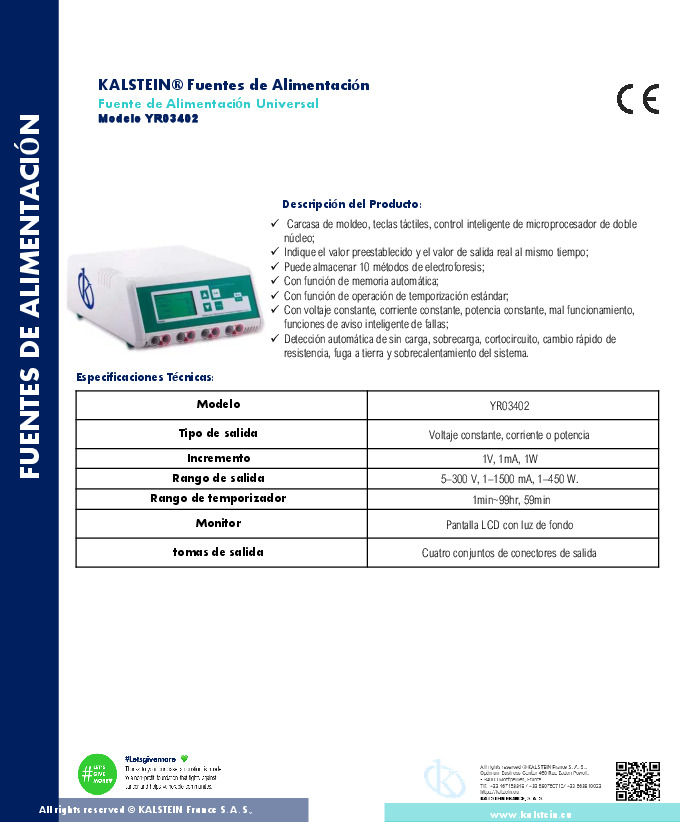 FUENTES DE ALIMENTACIÓN
KALSTEIN® Fuentes de Alimentación
Fuente de Alimentación Universal
Modelo YR03402
CE
Descripción del Producto:
✓ Carcasa de moldeo, teclas táctiles, control inteligente de microprocesador de doble
núcleo;
✓ Indique el valor preestablecido y el valor de salida real al mismo tiempo;
✓ Puede almacenar 10 métodos de electroforesis;
✓ Con función de memoria automática;
✓ Con función de operación de temporización estándar;
✓ Con voltaje constante, corriente constante, potencia constante, mal funcionamiento,
funciones de aviso inteligente de fallas;
✓ Detección automática de sin carga, sobrecarga, cortocircuito, cambio rápido de
resistencia, fuga a tierra y sobrecalentamiento del sistema.
Especificaciones Técnicas:
Modelo YR03402
Tipo de salida Voltaje constante, corriente o potencia
Incremento 1V, 1mA, 1W
Rango de salida 5–300 V, 1–1500 mA, 1–450 W.
Rango de temporizador 1min~99hr, 59min
Monitor Pantalla LCD con luz de fondo
tomas de salida Cuatro conjuntos de conectores de salida
#LET'S
GIVE
MORE
#Letsgivemore
All rights reserved ® KALSTEIN France S. A. S.,
KALSTEIN FRANCE, S. A. S
All rights reserved © KALSTEIN France S. A. S.,
www.kalstein.eu